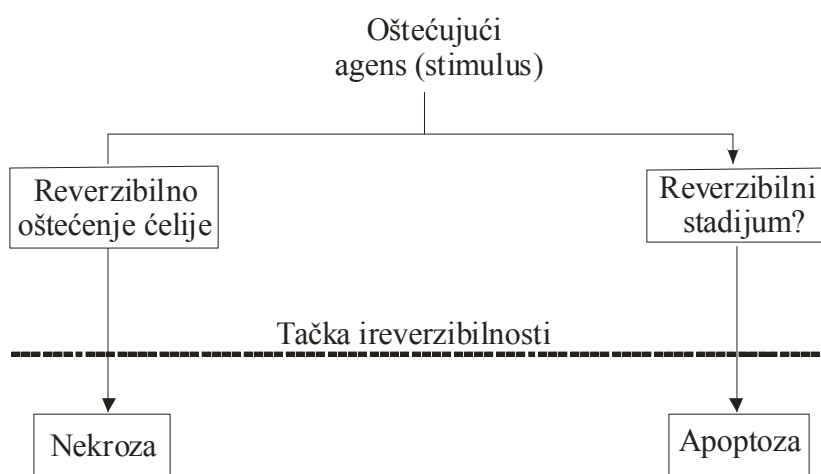 Oštećujući
agens (stimulus)
Reverzibilno
oštećenje ćelije
Reverzibilni
stadijum?
Tačka ireverzibilnosti
Nekroza
Apoptoza